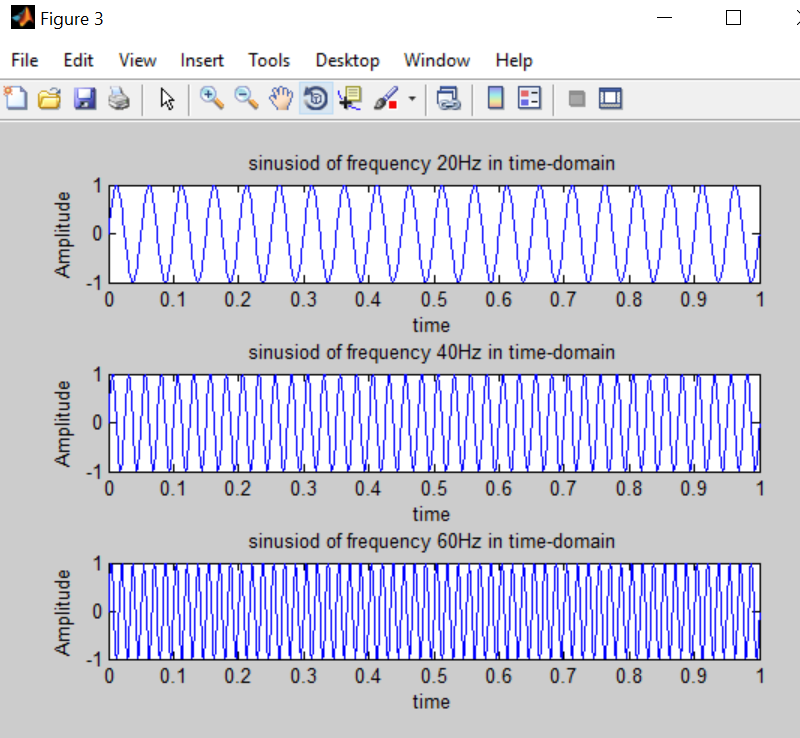 Figure 3
File Edit View Insert Tools Desktop Window Help
sinusiod of frequency 20Hz in time-domain
Amplitude
1
0
-1
0 0.1 0.2 0.3 0.4 0.5 0.6 0.7 0.8 0.9 1
time
sinusiod of frequency 40Hz in time-domain
Amplitude
1
0
-1
0 0.1 0.2 0.3 0.4 0.5 0.6 0.7 0.8 0.9 1
time
sinusiod of frequency 60Hz in time-domain
Amplitude
1
0
-1
0 0.1 0.2 0.3 0.4 0.5 0.6 0.7 0.8 0.9 1
time